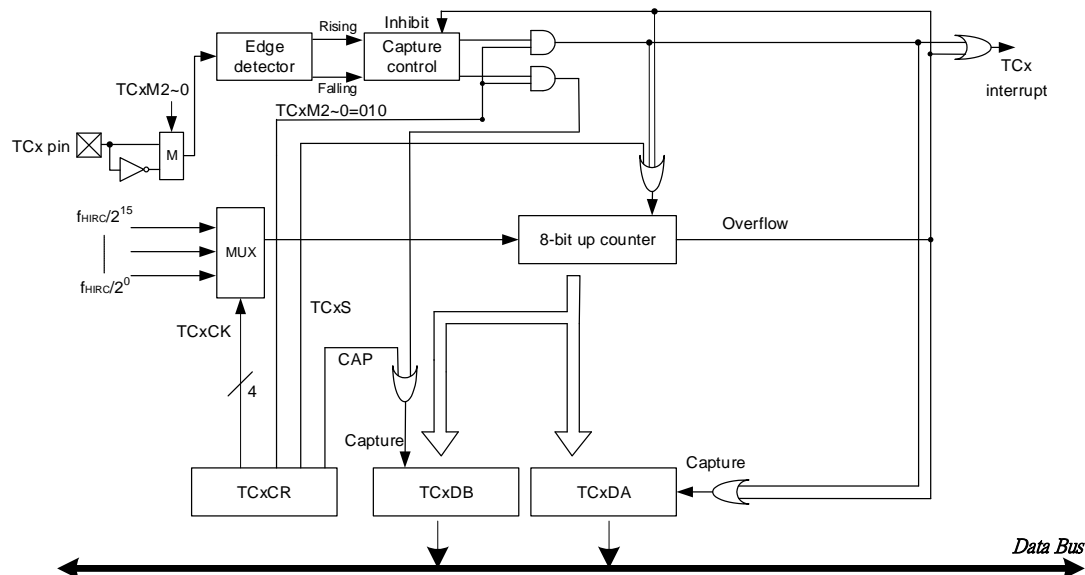 Inhibit
Rising
Edge
detector
Capture
control
Falling
TCx
interrupt
TCxM2~0
TCxM2~0=010
TCx pin
M
fHIRC/2^15
MUX
8-bit up counter
Overflow
fHIRC/2^0
TCxS
TCxCK
CAP
4
Capture
Capture
TCxCR
TCxDB
TCxDA
Data Bus